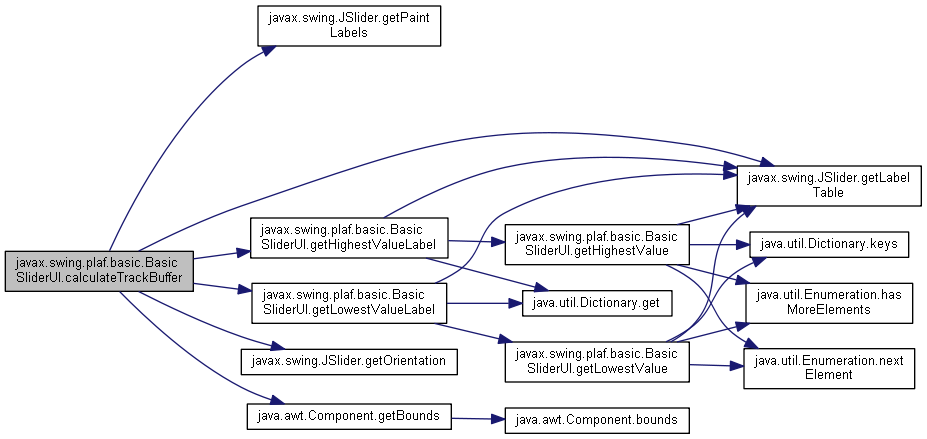 javax.swing.JSlider.getPaint
Labels
javax.swing.plaf.basic.Basic
SliderUI.calculateTrackBuffer
javax.swing.plaf.basic.Basic
SliderUI.getHighestValueLabel
javax.swing.plaf.basic.Basic
SliderUI.getLowestValueLabel
javax.swing.JSlider.getOrientation
java.awt.Component.getBounds
javax.swing.plaf.basic.Basic
SliderUI.getHighestValue
java.util.Dictionary.get
javax.swing.plaf.basic.Basic
SliderUI.getLowestValue
java.awt.Component.bounds
javax.swing.JSlider.getLabel
Table
java.util.Dictionary.keys
java.util.Enumeration.has
MoreElements
java.util.Enumeration.next
Element